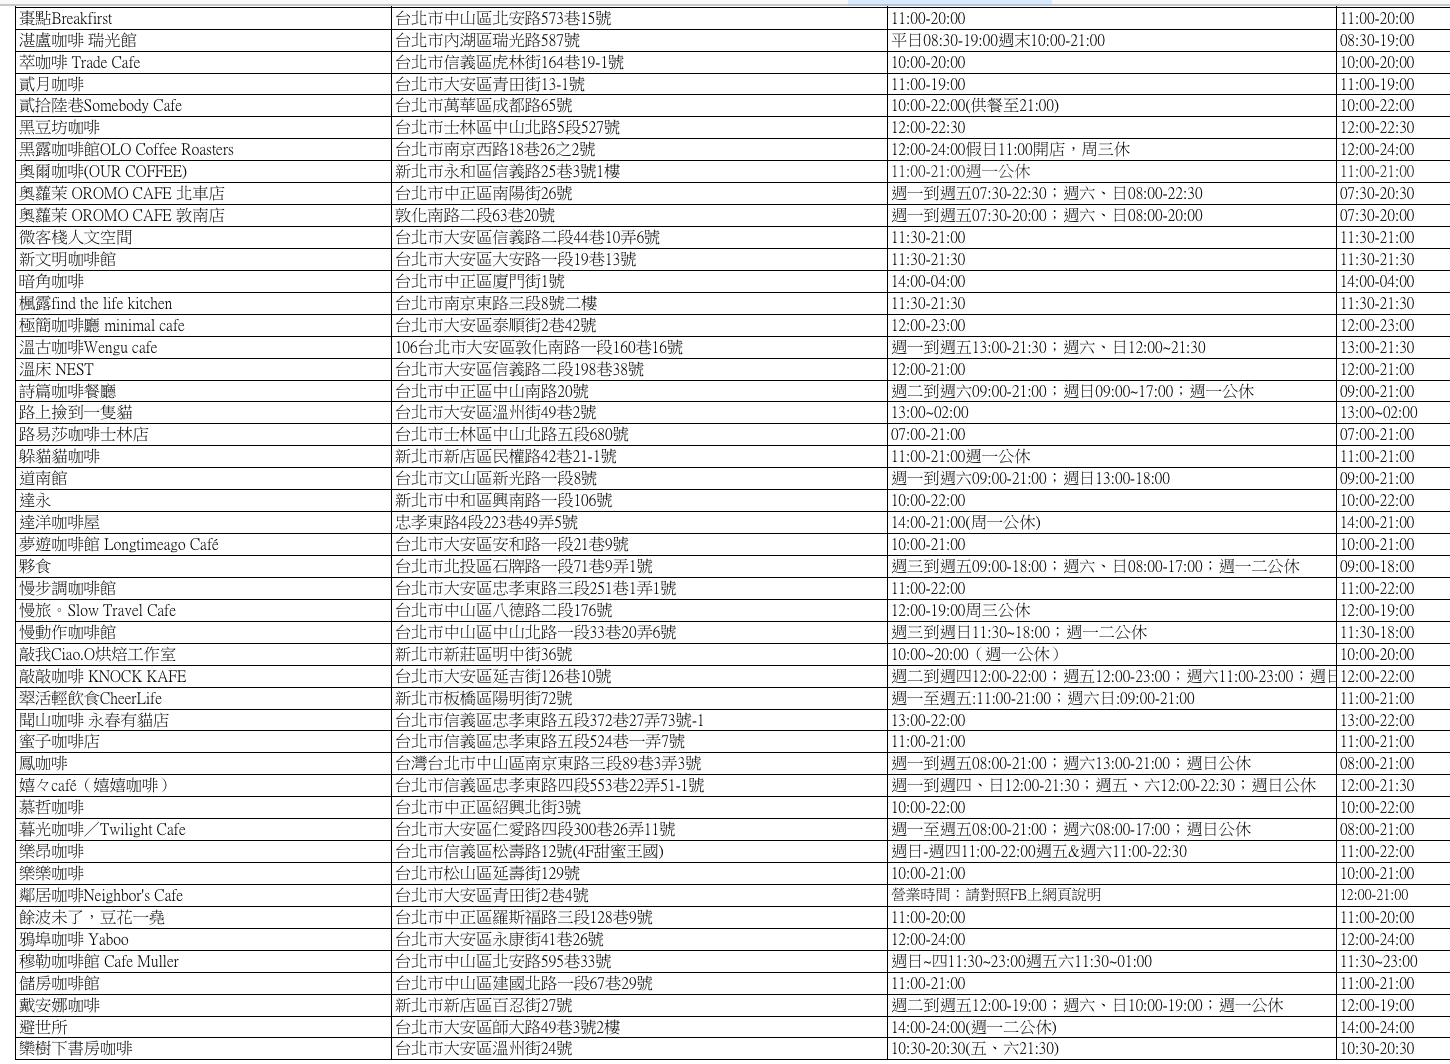 棗點Breakfirst 台北市中山區北安路573巷15號 11:00-20:00 11:00-20:00
湛盧咖啡 瑞光館 台北市內湖區瑞光路587號 平日08:30-19:00週末10:00-21:00 08:30-19:00
萃咖啡 Trade Cafe 台北市信義區虎林街164巷19-1號 10:00-20:00 10:00-20:00
貳月咖啡 台北市大安區青田街13-1號 11:00-19:00 11:00-19:00
貳拾陸巷Somebody Cafe 台北市萬華區成都路65號 10:00-22:00(供餐至21:00) 10:00-22:00
黑豆坊咖啡 台北市士林區中山北路5段527號 12:00-22:30 12:00-22:30
黑露咖啡館OLO Coffee Roasters 台北市南京西路18巷26之2號 12:00-24:00假日11:00開店，周三休 12:00-24:00
奧爾咖啡(OUR COFFEE) 新北市永和區信義路25巷3號1樓 11:00-21:00週一公休 11:00-21:00
奧蘿茉 OROMO CAFE 北車店 台北市中正區南陽街26號 週一到週五07:30-22:30；週六、日08:00-22:30 07:30-20:30
奧蘿茉 OROMO CAFE 敦南店 敦化南路二段63巷20號 週一到週五07:30-20:00；週六、日08:00-20:00 07:30-20:00
微客棧人文空間 台北市大安區信義路二段44巷10弄6號 11:30-21:00 11:30-21:00
新文明咖啡館 台北市大安區大安路一段19巷13號 11:30-21:30 11:30-21:30
暗角咖啡 台北市中正區廈門街1號 14:00-04:00 14:00-04:00
楓露find the life kitchen 台北市南京東路三段8號二樓 11:30-21:30 11:30-21:30
極簡咖啡廳 minimal cafe 台北市大安區泰順街2巷42號 12:00-23:00 12:00-23:00
溫古咖啡Wengu cafe 106台北市大安區敦化南路一段160巷16號 週一到週五13:00-21:30；週六、日12:00~21:30 13:00-21:30
溫床 NEST 台北市大安區信義路二段198巷38號 12:00-21:00 12:00-21:00
詩篇咖啡餐廳 台北市中正區中山南路20號 週二到週六09:00-21:00；週日09:00~17:00；週一公休 09:00-21:00
路上撿到一隻貓 台北市大安區溫州街49巷2號 13:00~02:00 13:00~02:00
路易莎咖啡士林店 台北市士林區中山北路五段680號 07:00-21:00 07:00-21:00
躲貓貓咖啡 新北市新店區民權路42巷21-1號 11:00-21:00週一公休 11:00-21:00
道南館 台北市文山區新光路一段8號 週一到週六09:00-21:00；週日13:00-18:00 09:00-21:00
達永 新北市中和區興南路一段106號 10:00-22:00 10:00-22:00
達洋咖啡屋 忠孝東路4段223巷49弄5號 14:00-21:00(周一公休) 14:00-21:00
夢遊咖啡館 Longtimeago Café 台北市大安區安和路一段21巷9號 10:00-21:00 10:00-21:00
夥食 台北市北投區石牌路一段71巷9弄1號 週三到週五09:00-18:00；週六、日08:00-17:00；週一二公休 09:00-18:00
慢步調咖啡館 台北市大安區忠孝東路三段251巷1弄1號 11:00-22:00 11:00-22:00
慢旅。Slow Travel Cafe 台北市中山區八德路二段176號 12:00-19:00周三公休 12:00-19:00
慢動作咖啡館 台北市中山區中山北路一段33巷20弄6號 週三到週日11:30~18:00；週一二公休 11:30-18:00
敲我Ciao.O烘焙工作室 新北市新莊區明中街36號 10:00~20:00（週一公休） 10:00-20:00
敲敲咖啡 KNOCK KAFE 台北市大安區延吉街126巷10號 週二到週四12:00-22:00；週五12:00-23:00；週六11:00-23:00；週日 12:00-22:00
翠活輕飲食CheerLife 新北市板橋區陽明街72號 週一至週五:11:00-21:00；週六日:09:00-21:00 11:00-21:00
聞山咖啡 永春有貓店 台北市信義區忠孝東路五段372巷27弄73號-1 13:00-22:00 13:00-22:00
蜜子咖啡店 台北市信義區忠孝東路五段524巷一弄7號 11:00-21:00 11:00-21:00
鳳咖啡 台灣台北市中山區南京東路三段89巷3弄3號 週一到週五08:00-21:00；週六13:00-21:00；週日公休 08:00-21:00
嬉々café（嬉嬉咖啡） 台北市信義區忠孝東路四段553巷22弄51-1號 週一到週四、日12:00-21:30；週五、六12:00-22:30；週日公休 12:00-21:30
慕哲咖啡 台北市中正區紹興北街3號 10:00-22:00 10:00-22:00
暮光咖啡／Twilight Cafe 台北市大安區仁愛路四段300巷26弄11號 週一至週五08:00-21:00；週六08:00-17:00；週日公休 08:00-21:00
樂昂咖啡 台北市信義區松壽路12號(4F甜蜜王國) 週日-週四11:00-22:00週五&週六11:00-22:30 11:00-22:00
樂樂咖啡 台北市松山區延壽街129號 10:00-21:00 10:00-21:00
鄰居咖啡Neighbor's Cafe 台北市大安區青田街2巷4號 營業時間：請對照FB上網頁說明 12:00-21:00
餘波未了，豆花一堯 台北市中正區羅斯福路三段128巷9號 11:00-20:00 11:00-20:00
鴉埠咖啡 Yaboo 台北市大安區永康街41巷26號 12:00-24:00 12:00-24:00
穆勒咖啡館 Cafe Muller 台北市中山區北安路595巷33號 週日~四11:30~23:00週五六11:30~01:00 11:30~23:00
儲房咖啡館 台北市中山區建國北路一段67巷29號 11:00-21:00 11:00-21:00
戴安娜咖啡 新北市新店區百忍街27號 週二到週五12:00-19:00；週六、日10:00-19:00；週一公休 12:00-19:00
避世所 台北市大安區師大路49巷3號2樓 14:00-24:00(週一二公休) 14:00-24:00
欒樹下書房咖啡 台北市大安區溫州街24號 10:30-20:30(五、六21:30) 10:30-20:30